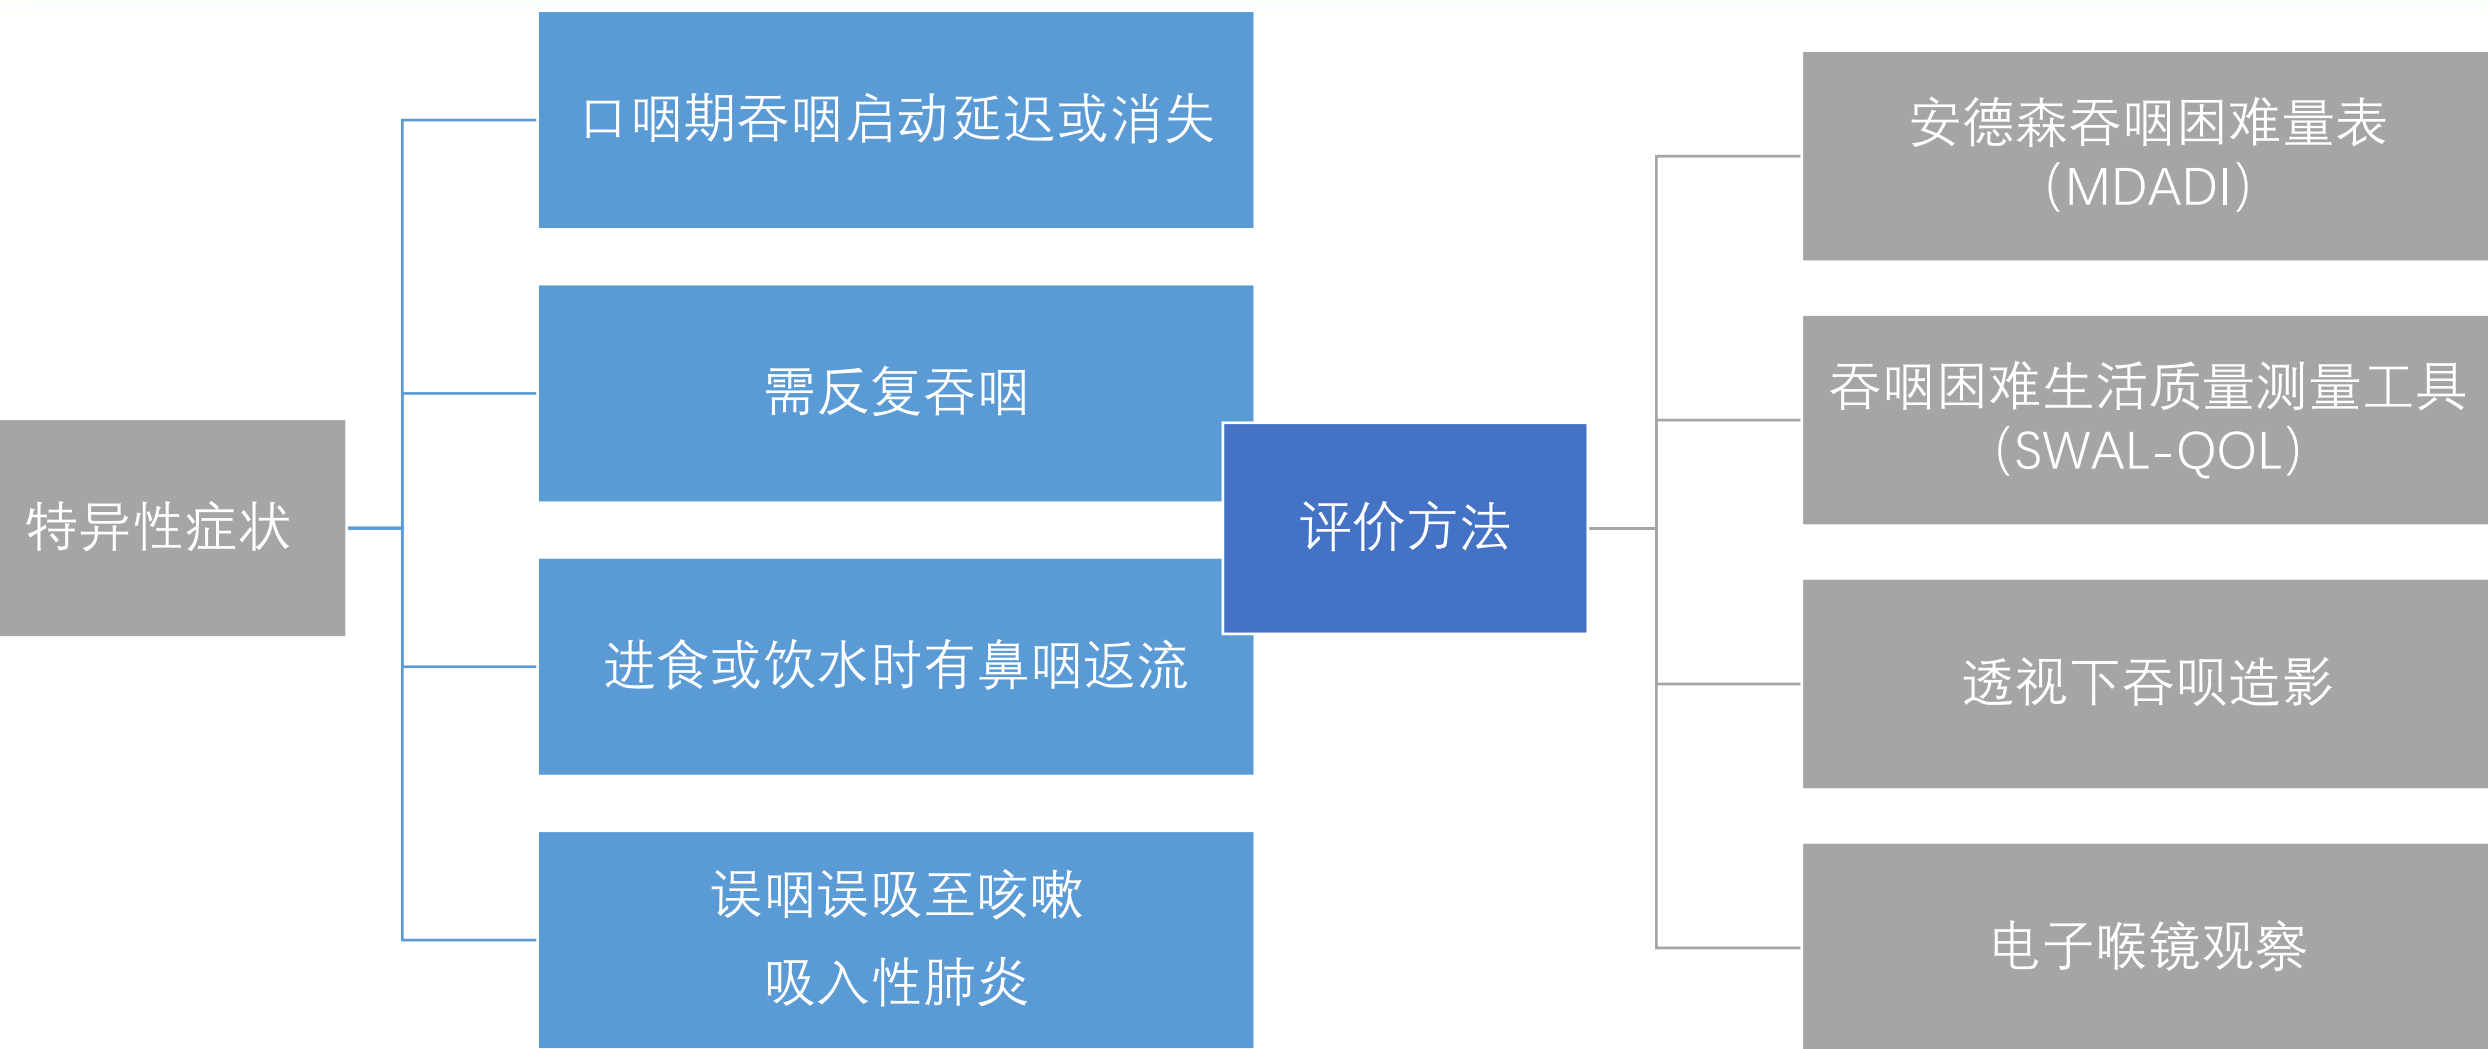 特异性症状
口咽期吞咽启动延迟或消失
需反复吞咽
进食或饮水时有鼻咽返流
误咽误吸至咳嗽
吸入性肺炎
评价方法
安德森吞咽困难量表
（MDADI）
吞咽困难生活质量测量工具
（SWAL-QOL）
透视下吞呗造影
电子喉镜观察